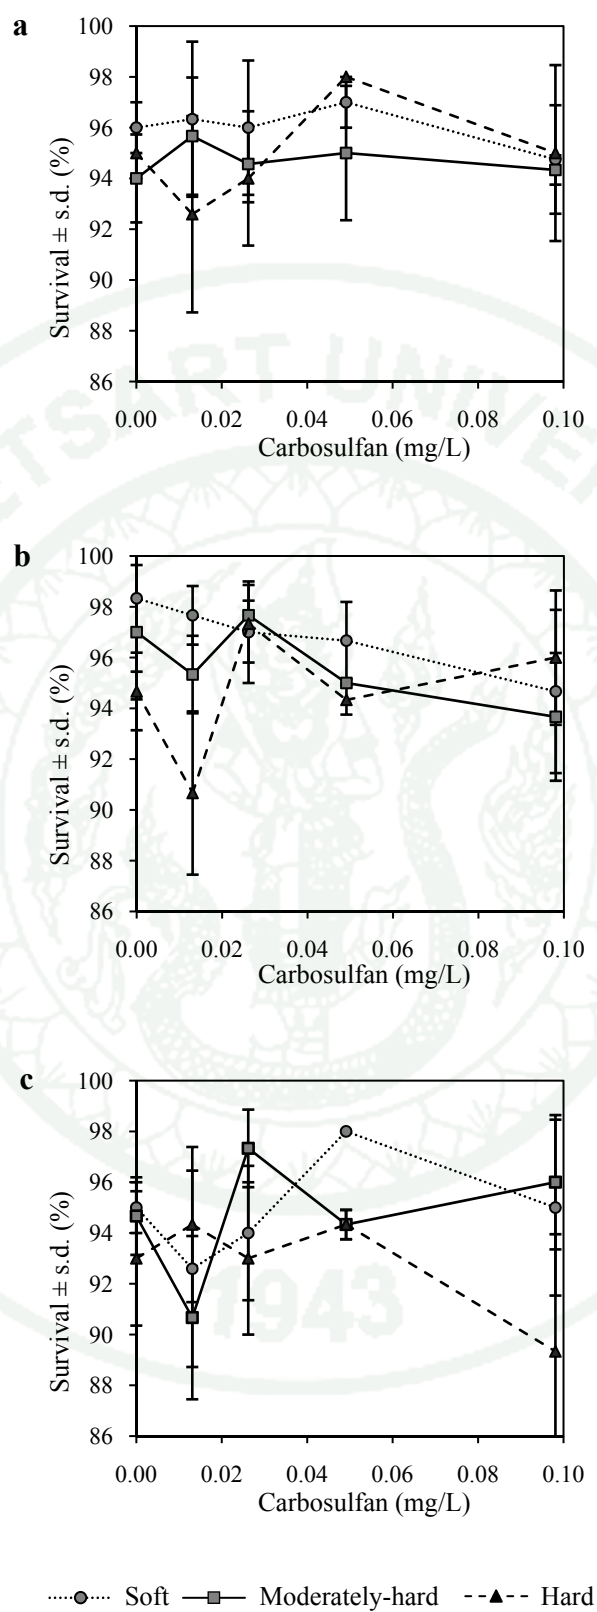 a
Survival ± s.d. (%)
100
98
96
94
92
90
88
86
0.00 0.02 0.04 0.06 0.08 0.10
Carbosulfan (mg/L)
b
Survival ± s.d. (%)
100
98
96
94
92
90
88
86
0.00 0.02 0.04 0.06 0.08 0.10
Carbosulfan (mg/L)
c
Survival ± s.d. (%)
100
98
96
94
92
90
88
86
0.00 0.02 0.04 0.06 0.08 0.10
Carbosulfan (mg/L)
Soft Moderately-hard Hard
ETSART UNIVER
1943